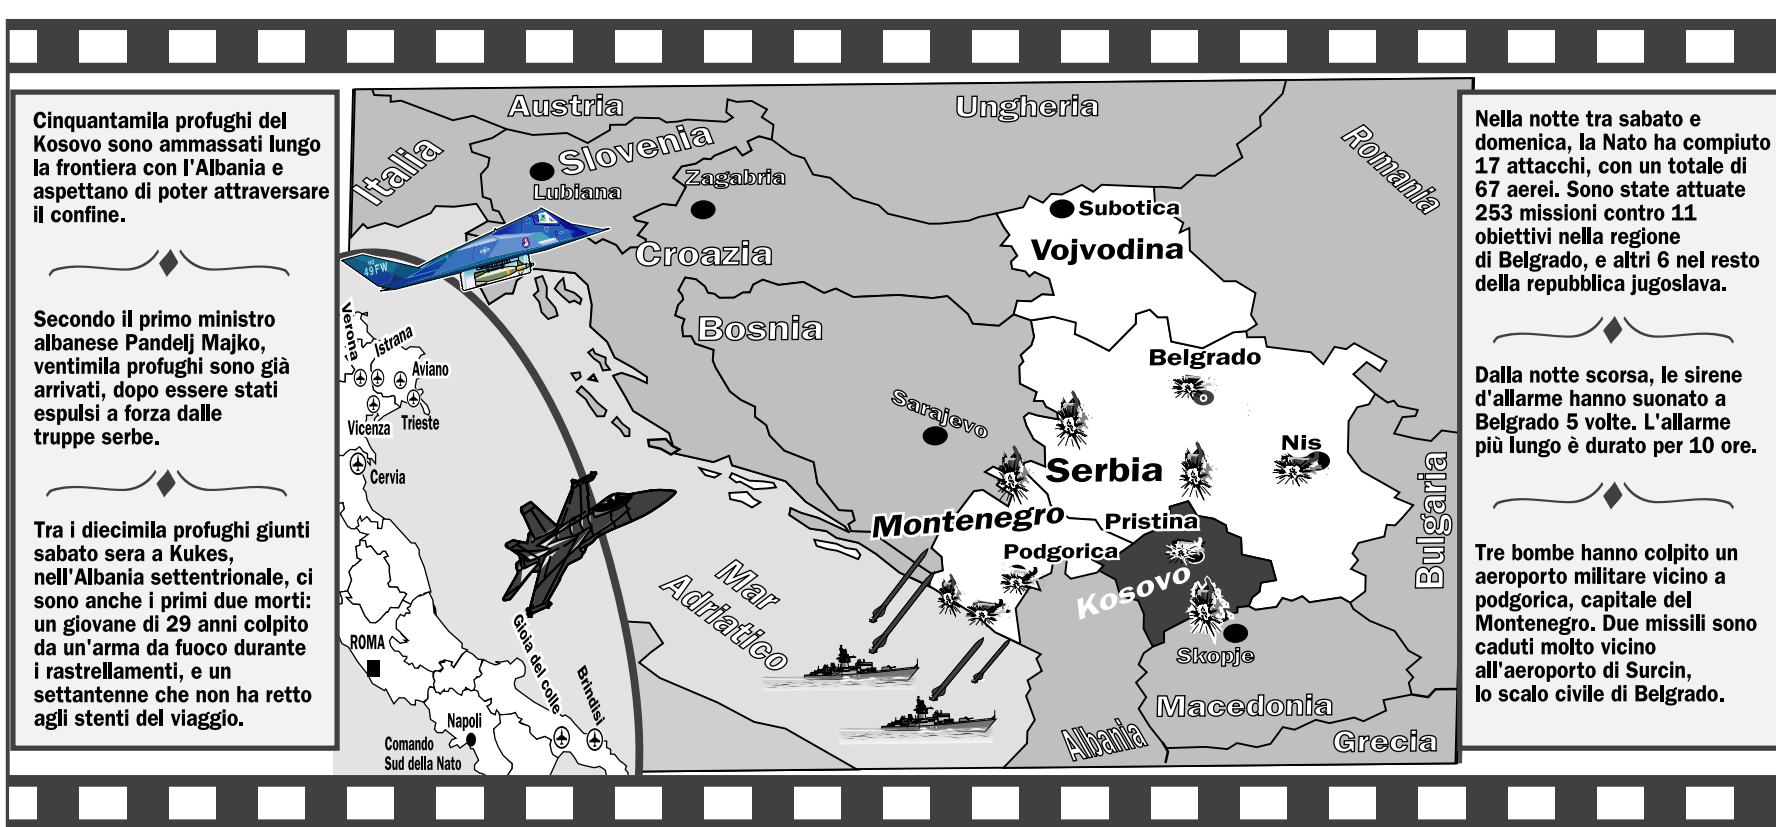 Cinquantamila profughi del
Kosovo sono ammassati lungo
la frontiera con l'Albania e
aspettano di poter attraversare
il confine.
Secondo il primo ministro
albanese Pandelj Majko,
ventimila profughi sono già
arrivati, dopo essere stati
espulsi a forza dalle
truppe serbe.
Tra i diecimila profughi giunti
sabato sera a Kukes,
nell'Albania settentrionale, ci
sono anche i primi due morti:
un giovane di 29 anni colpito
da un'arma da fuoco durante
i rastrellamenti, e un
settantenne che non ha retto
agli stenti del viaggio.
Austria
Ungheria
Italia
Slovenia
Lubiana
Zagabria
Romania
Subotica
Vojvodina
Croazia
HO
49FW
Bosnia
Verona
Istrana
Aviano
Vicenza
Trieste
Cervia
Belgrado
Sarajevo
Nis
Serbia
Bulgaria
Montenegro
Pristina
Podgorica
Kosovo
Mar
Adriatico
ROMA
Gioia del colle
Brindisi
Skopje
Macedonia
Napoli
Comando
Sud della Nato
Albania
Grecia
Nella notte tra sabato e
domenica, la Nato ha compiuto
17 attacchi, con un totale di
67 aerei. Sono state attuate
253 missioni contro 11
obiettivi nella regione
di Belgrado, e altri 6 nel resto
della repubblica jugoslava.
Dalla notte scorsa, le sirene
d'allarme hanno suonato a
Belgrado 5 volte. L'allarme
più lungo è durato per 10 ore.
Tre bombe hanno colpito un
aeroporto militare vicino a
podgorica, capitale del
Montenegro. Due missili sono
caduti molto vicino
all'aeroporto di Surcin,
lo scalo civile di Belgrado.